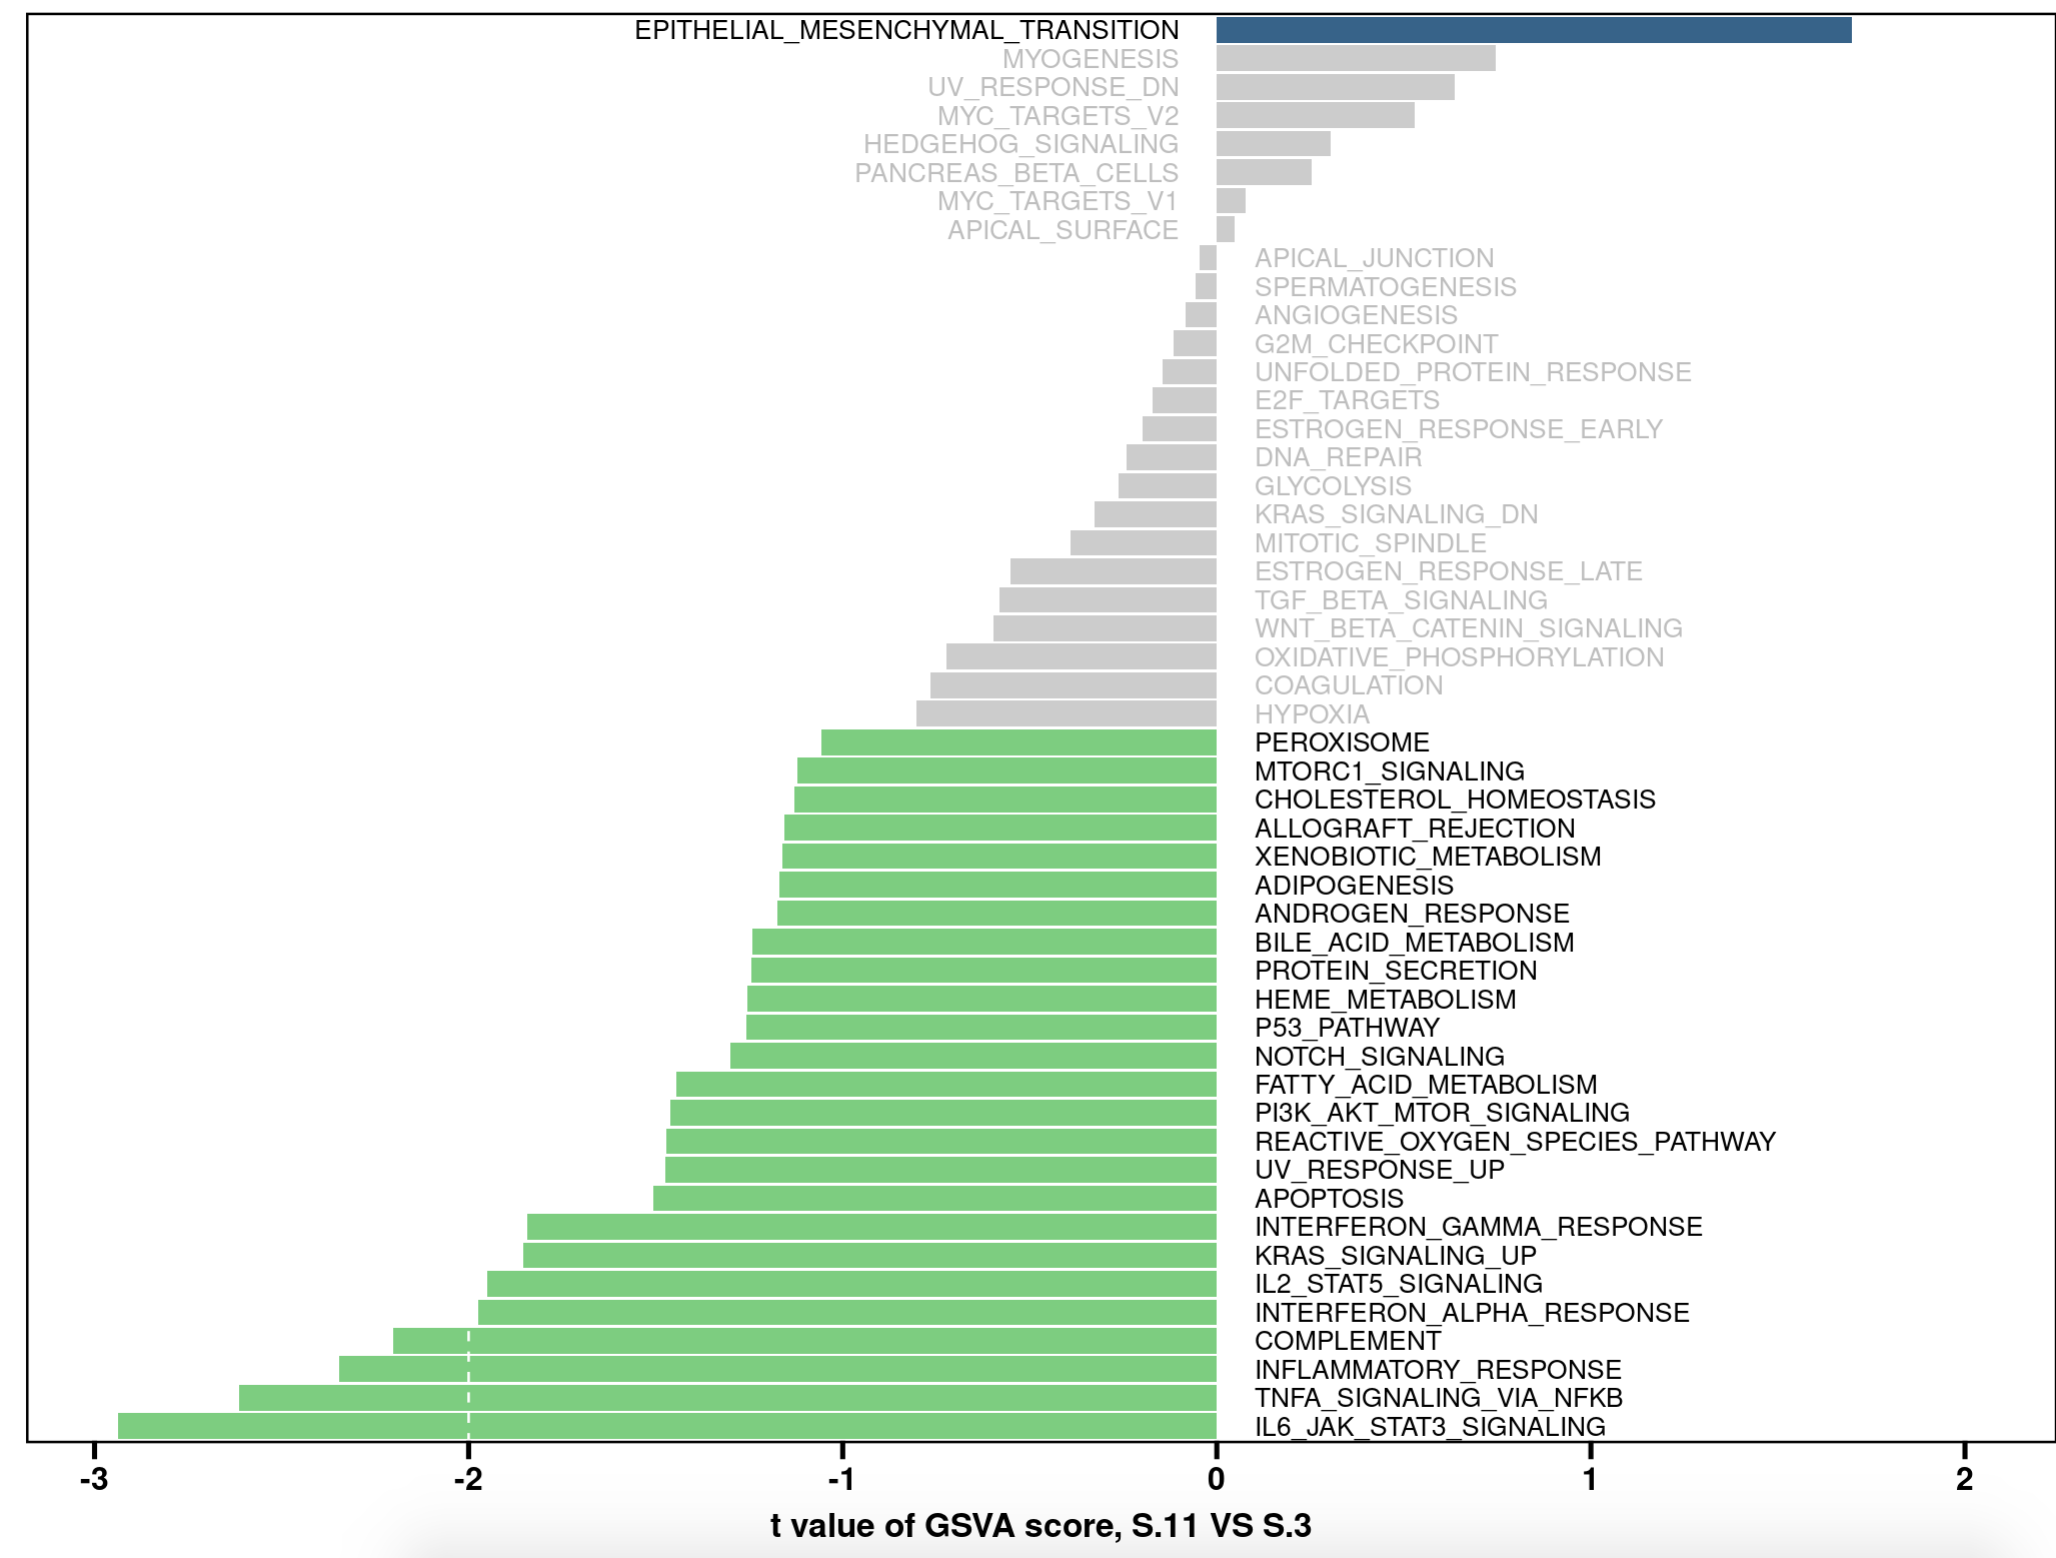 EPITHELIAL_MESENCHYMAL_TRANSITION
MYOGENESIS
UV_RESPONSE_DN
MYC_TARGETS_V2
HEDGEHOG_SIGNALING
PANCREAS_BETA_CELLS
MYC_TARGETS_V1
APICAL_SURFACE
APICAL_JUNCTION
SPERMATOGENESIS
ANGIOGENESIS
G2M_CHECKPOINT
UNFOLDED_PROTEIN_RESPONSE
E2F_TARGETS
ESTROGEN_RESPONSE_EARLY
DNA_REPAIR
GLYCOLYSIS
KRAS_SIGNALING_DN
MITOTIC_SPINDLE
ESTROGEN_RESPONSE_LATE
TGF_BETA_SIGNALING
WNT_BETA_CATENIN_SIGNALING
OXIDATIVE_PHOSPHORYLATION
COAGULATION
HYPOXIA
PEROXISOME
MTORC1_SIGNALING
CHOLESTEROL_HOMEOSTASIS
ALLOGRAFT_REJECTION
XENOBIOTIC_METABOLISM
ADIPOGENESIS
ANDROGEN_RESPONSE
BILE_ACID_METABOLISM
PROTEIN_SECRETION
HEME_METABOLISM
P53_PATHWAY
NOTCH_SIGNALING
FATTY_ACID_METABOLISM
PI3K_AKT_MTOR_SIGNALING
REACTIVE_OXYGEN_SPECIES_PATHWAY
UV_RESPONSE_UP
APOPTOSIS
INTERFERON_GAMMA_RESPONSE
KRAS_SIGNALING_UP
IL2_STAT5_SIGNALING
INTERFERON_ALPHA_RESPONSE
COMPLEMENT
INFLAMMATORY_RESPONSE
TNFA_SIGNALING_VIA_NFKB
IL6_JAK_STAT3_SIGNALING
-3 -2 -1 0 1 2
t value of GSVA score, S.11 VS S.3